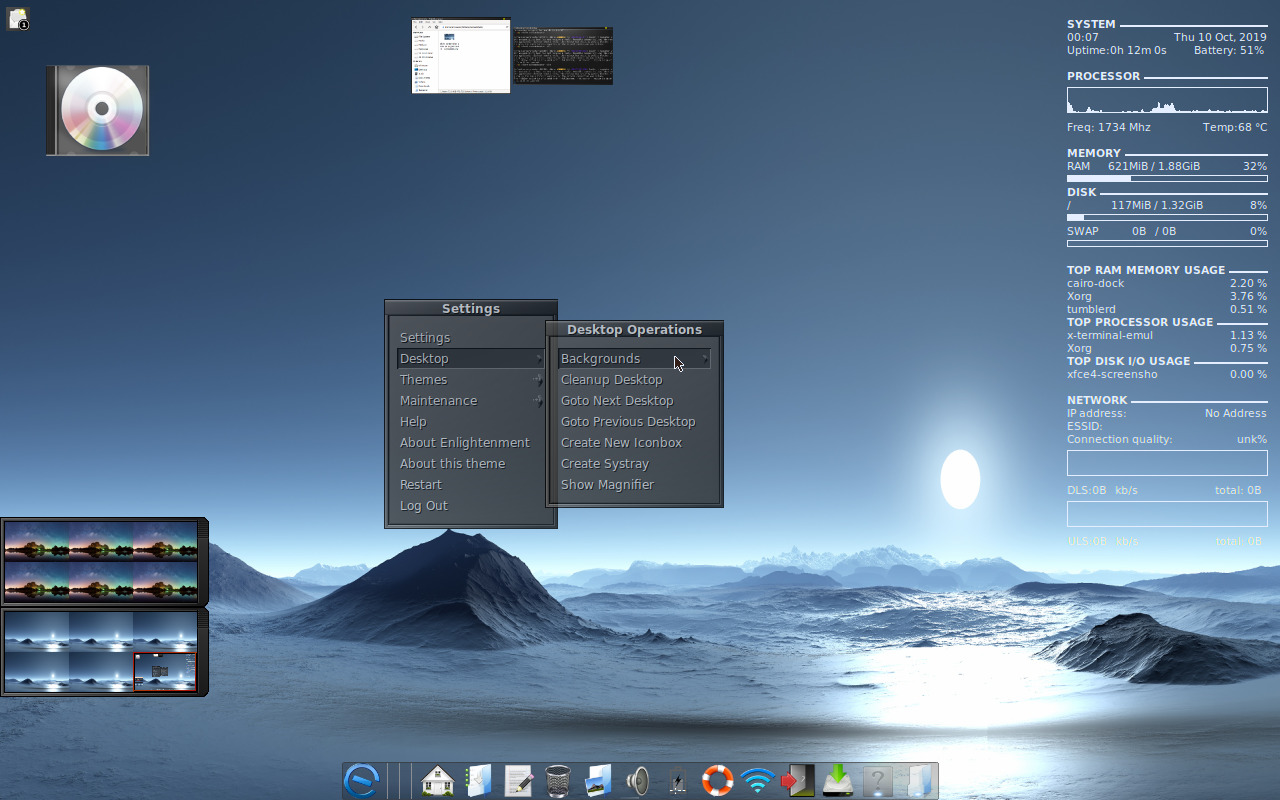 1
SYSTEM
00:07 Thu 10 Oct, 2019
Uptime:0h 12m 0s Battery: 51%
PROCESSOR
Freq: 1734 Mhz Temp:68 °C
MEMORY
RAM 621MiB / 1.88GiB 32%
DISK
/ 117MiB / 1.32GiB 8%
SWAP 0B / 0B 0%
TOP RAM MEMORY USAGE
cairo-dock 2.20 %
Xorg 3.76 %
tumblerd 0.51 %
TOP PROCESSOR USAGE
x-terminal-emul 1.13 %
Xorg 0.75 %
TOP DISK I/O USAGE
xfce4-screensho 0.00 %
NETWORK
IP address: No Address
ESSID:
Connection quality: unk%
DLS:0B kb/s total: 0B
ULS:0B kb/s total: 0B
Settings
Settings
Desktop
Themes
Maintenance
Help
About Enlightenment
About this theme
Restart
Log Out
Desktop Operations
Backgrounds
Cleanup Desktop
Goto Next Desktop
Goto Previous Desktop
Create New Iconbox
Create Systray
Show Magnifier
?